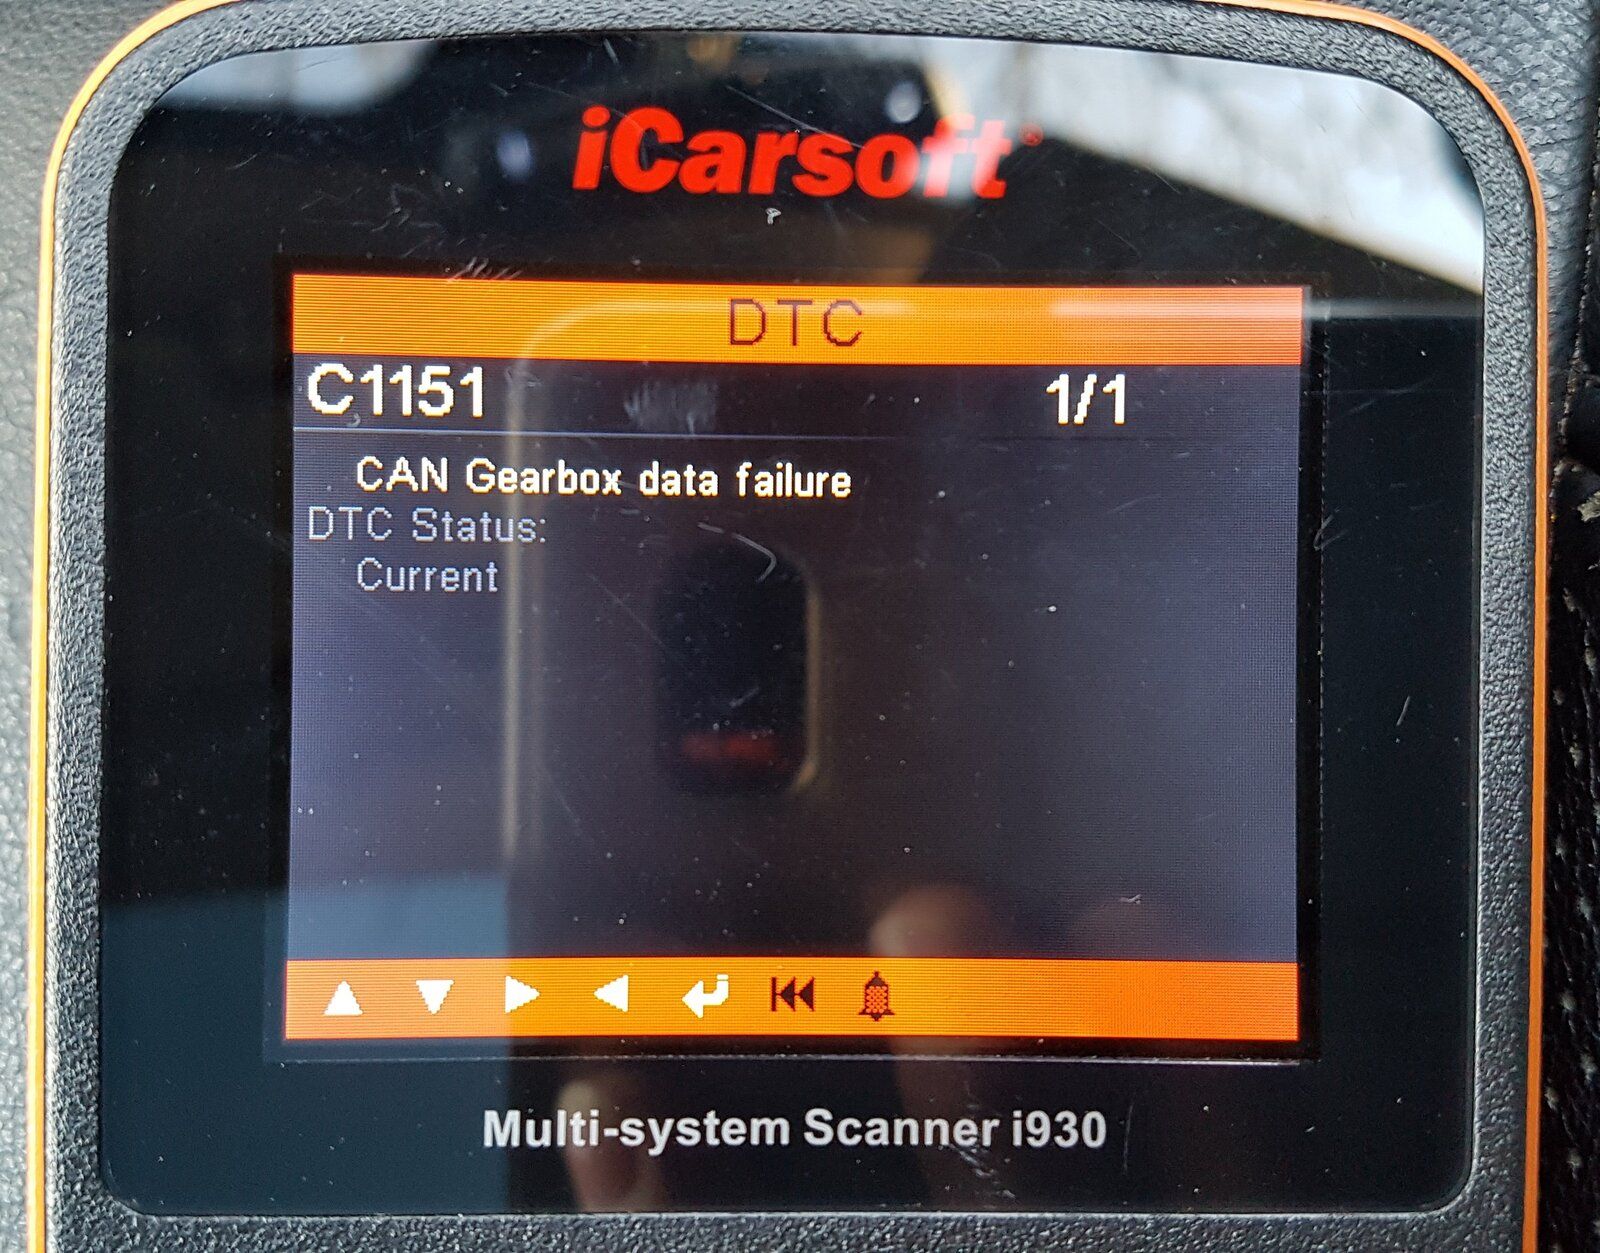 iCarsoft®
DTC
C1151 1/1
CAN Gearbox data failure
DTC Status:
Current
Multi-system Scanner i930